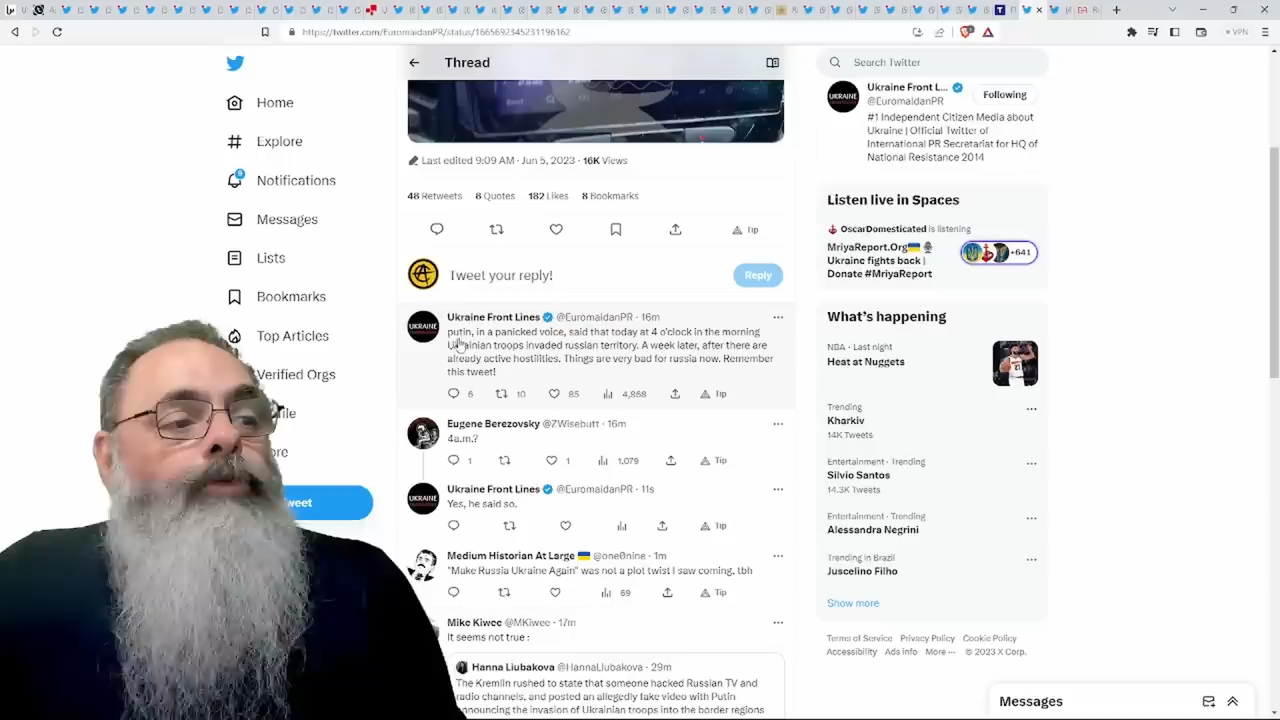 https://twitter.com/EuromaidanPR/status/1665692345231196162
VPN
Thread
Search Twitter
Home
Explore
9
Notifications
Messages
Lists
Bookmarks
Top Articles
Verified Orgs
Last edited 9:09 AM · Jun 5, 2023 · 16K Views
48 Retweets 8 Quotes 182 Likes 8 Bookmarks
Tip
Tweet your reply!
Reply
UKRAINE
Ukraine Front Lines @EuromaidanPR · 16m
putin, in a panicked voice, said that today at 4 o'clock in the morning
Ukrainian troops invaded russian territory. A week later, after there are
already active hostilities. Things are very bad for russia now. Remember
this tweet!
6 10 85 4,868 Tip
Eugene Berezovsky @ZWisebutt · 16m
4a.m.?
1 1 1,079 Tip
UKRAINE
Ukraine Front Lines @EuromaidanPR · 11s
Yes, he said so.
Tip
Medium Historian At Large 🇺🇦 @one0nine · 1m
"Make Russia Ukraine Again" was not a plot twist I saw coming, tbh
69 Tip
Mike Kiwee @MKiwee · 17m
It seems not true :
Hanna Liubakova @HannaLiubakova · 29m
The Kremlin rushed to state that someone hacked Russian TV and
radio channels, and posted an allegedly fake video with Putin
announcing the invasion of Ukrainian troops into the border regions
UKRAINE
Ukraine Front L...
@EuromaidanPR
Following
#1 Independent Citizen Media about
Ukraine | Official Twitter of
International PR Secretariat for HQ of
National Resistance 2014
Listen live in Spaces
OscarDomesticated is listening
MriyaReport.Org🇺🇦🎙
Ukraine fights back |
Donate #MriyaReport
+641
What's happening
NBA · Last night
Heat at Nuggets
Trending
Kharkiv
14K Tweets
Entertainment · Trending
Silvio Santos
14.3K Tweets
Entertainment · Trending
Alessandra Negrini
Trending in Brazil
Juscelino Filho
Show more
Terms of Service Privacy Policy Cookie Policy
Accessibility Ads info More ··· © 2023 X Corp.
Messages